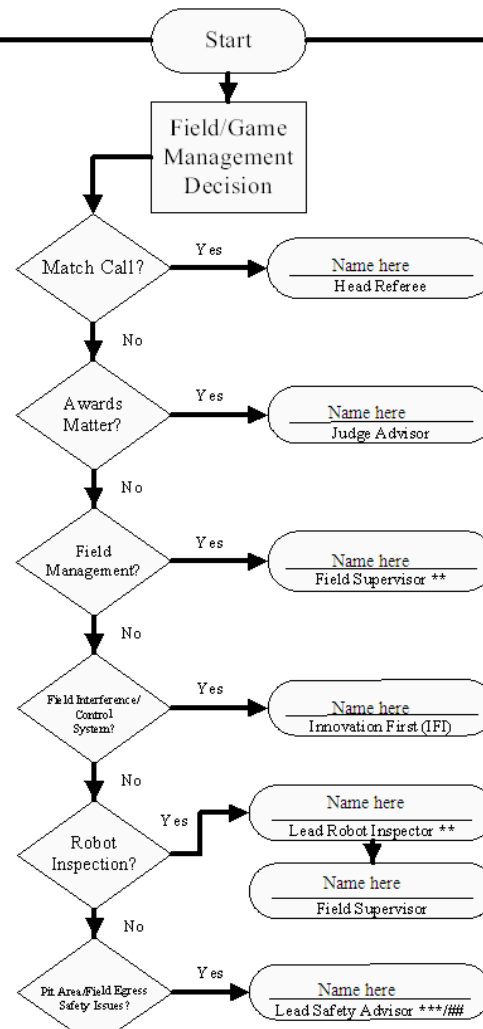 Start
Field/Game
Management
Decision
Match Call?
Yes
Name here
Head Referee
No
Awards
Matter?
Yes
Name here
Judge Advisor
No
Field
Management?
Yes
Name here
Field Supervisor **
No
Field Interference/
Control
System?
Yes
Name here
Innovation First (IFI)
No
Robot
Inspection?
Yes
Name here
Lead Robot Inspector **
Name here
Field Supervisor
No
Pit Area/Field Egress
Safety Issues?
Yes
Name here
Lead Safety Advisor ***/##